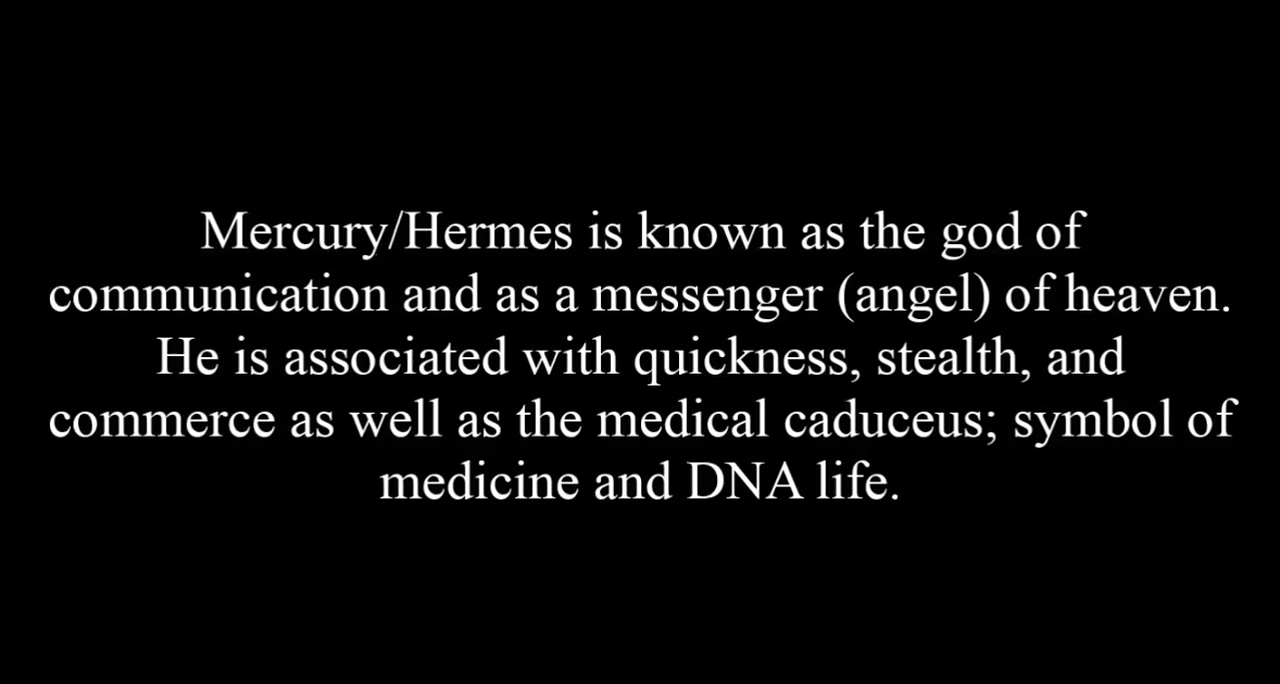 Mercury/Hermes is known as the god of
communication and as a messenger (angel) of heaven.
He is associated with quickness, stealth, and
commerce as well as the medical caduceus; symbol of
medicine and DNA life.